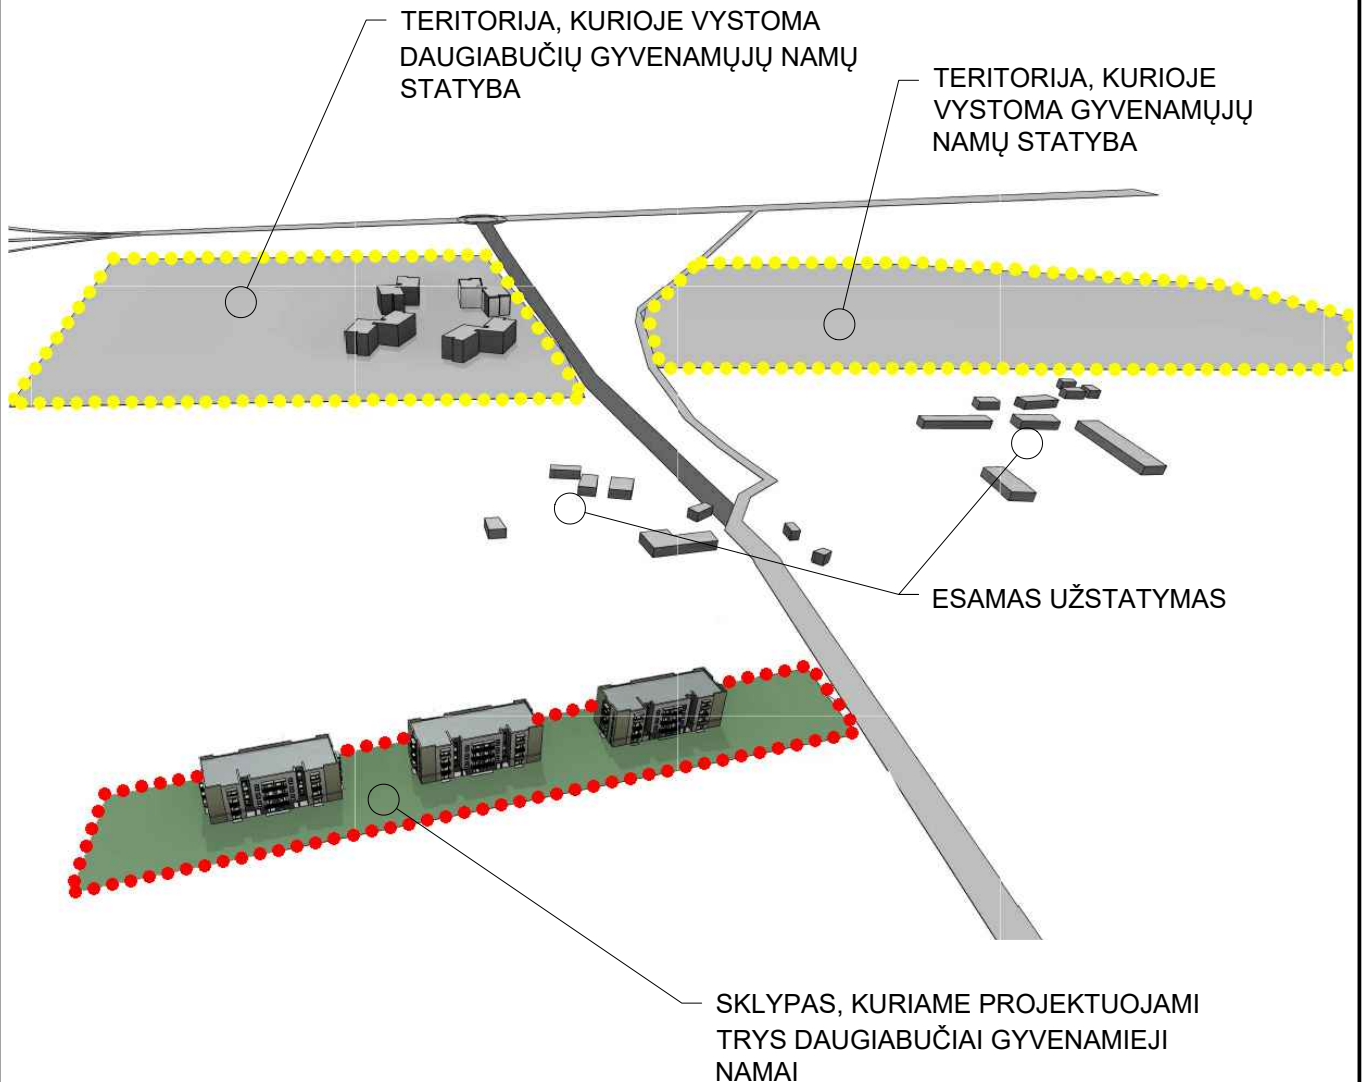 TERITORIJA, KURIOJE VYSTOMA
DAUGIABUČIŲ GYVENAMŲJŲ NAMŲ
STATYBA
TERITORIJA, KURIOJE
VYSTOMA GYVENAMŲJŲ
NAMŲ STATYBA
ESAMAS UŽSTATYMAS
SKLYPAS, KURIAME PROJEKTUOJAMI
TRYS DAUGIABUČIAI GYVENAMIEJI
NAMAI